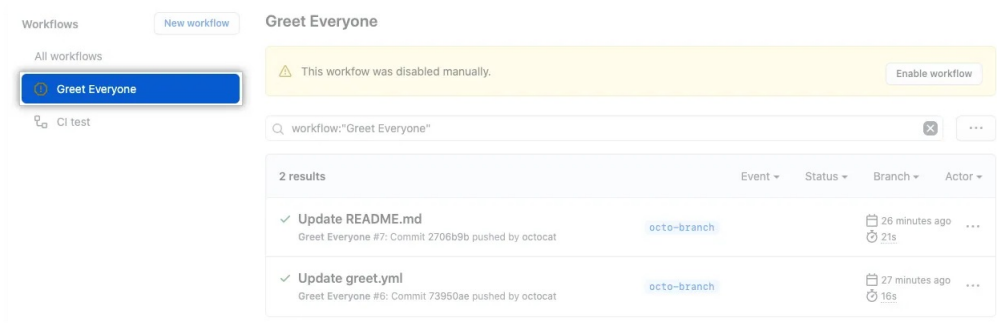 Workflows
New workflow
All workflows
Greet Everyone
CI test
Greet Everyone
This workfow was disabled manually.
Enable workflow
workflow:"Greet Everyone"
2 results
Event
Status
Branch
Actor
Update README.md
Greet Everyone #7: Commit 2706b9b pushed by octocat
octo-branch
26 minutes ago
21s
Update greet.yml
Greet Everyone #6: Commit 73950ae pushed by octocat
octo-branch
27 minutes ago
16s